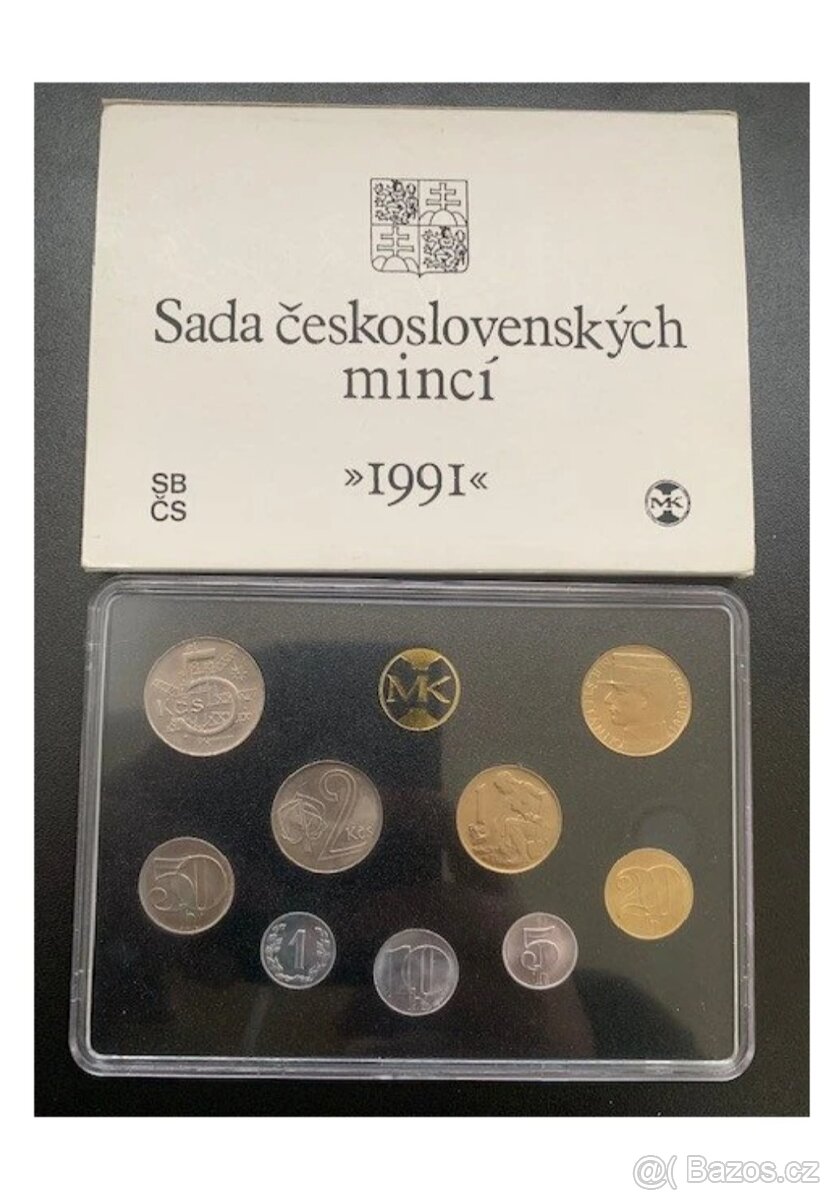 Sada československých
mincí
»1991«
SB
ČS
MK
Kčs
MK
2
Kčs
1
50
h
20
h
1
10
h
5
h
@( Bazos.cz